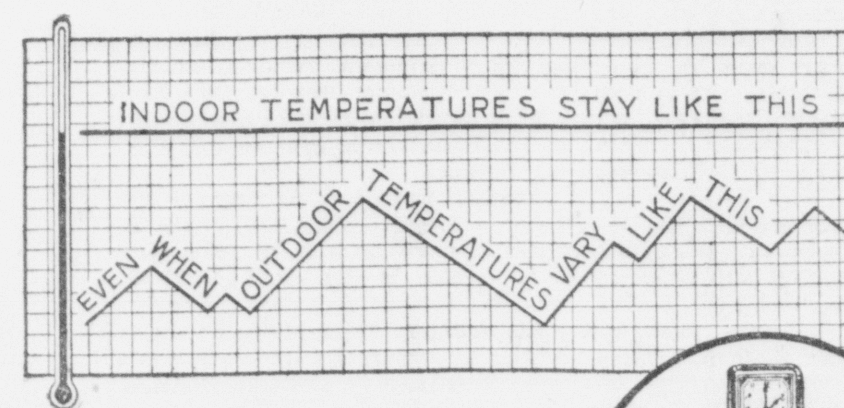 INDOOR TEMPERATURES STAY LIKE THIS
EVEN WHEN OUTDOOR TEMPERATURES VARY LIKE THIS